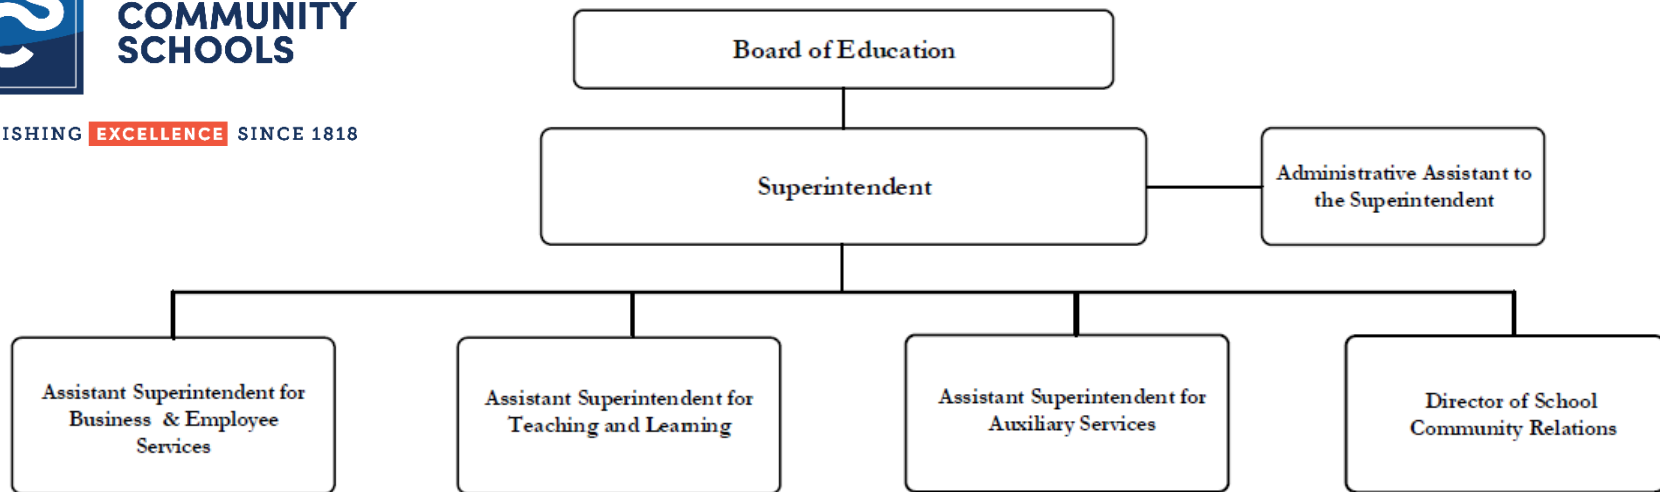 COMMUNITY
SCHOOLS
EXCELLENCE SINCE 1818
Board of Education
Superintendent
Administrative Assistant to
the Superintendent
Assistant Superintendent for
Business & Employee
Services
Assistant Superintendent for
Teaching and Learning
Assistant Superintendent for
Auxiliary Services
Director of School
Community Relations